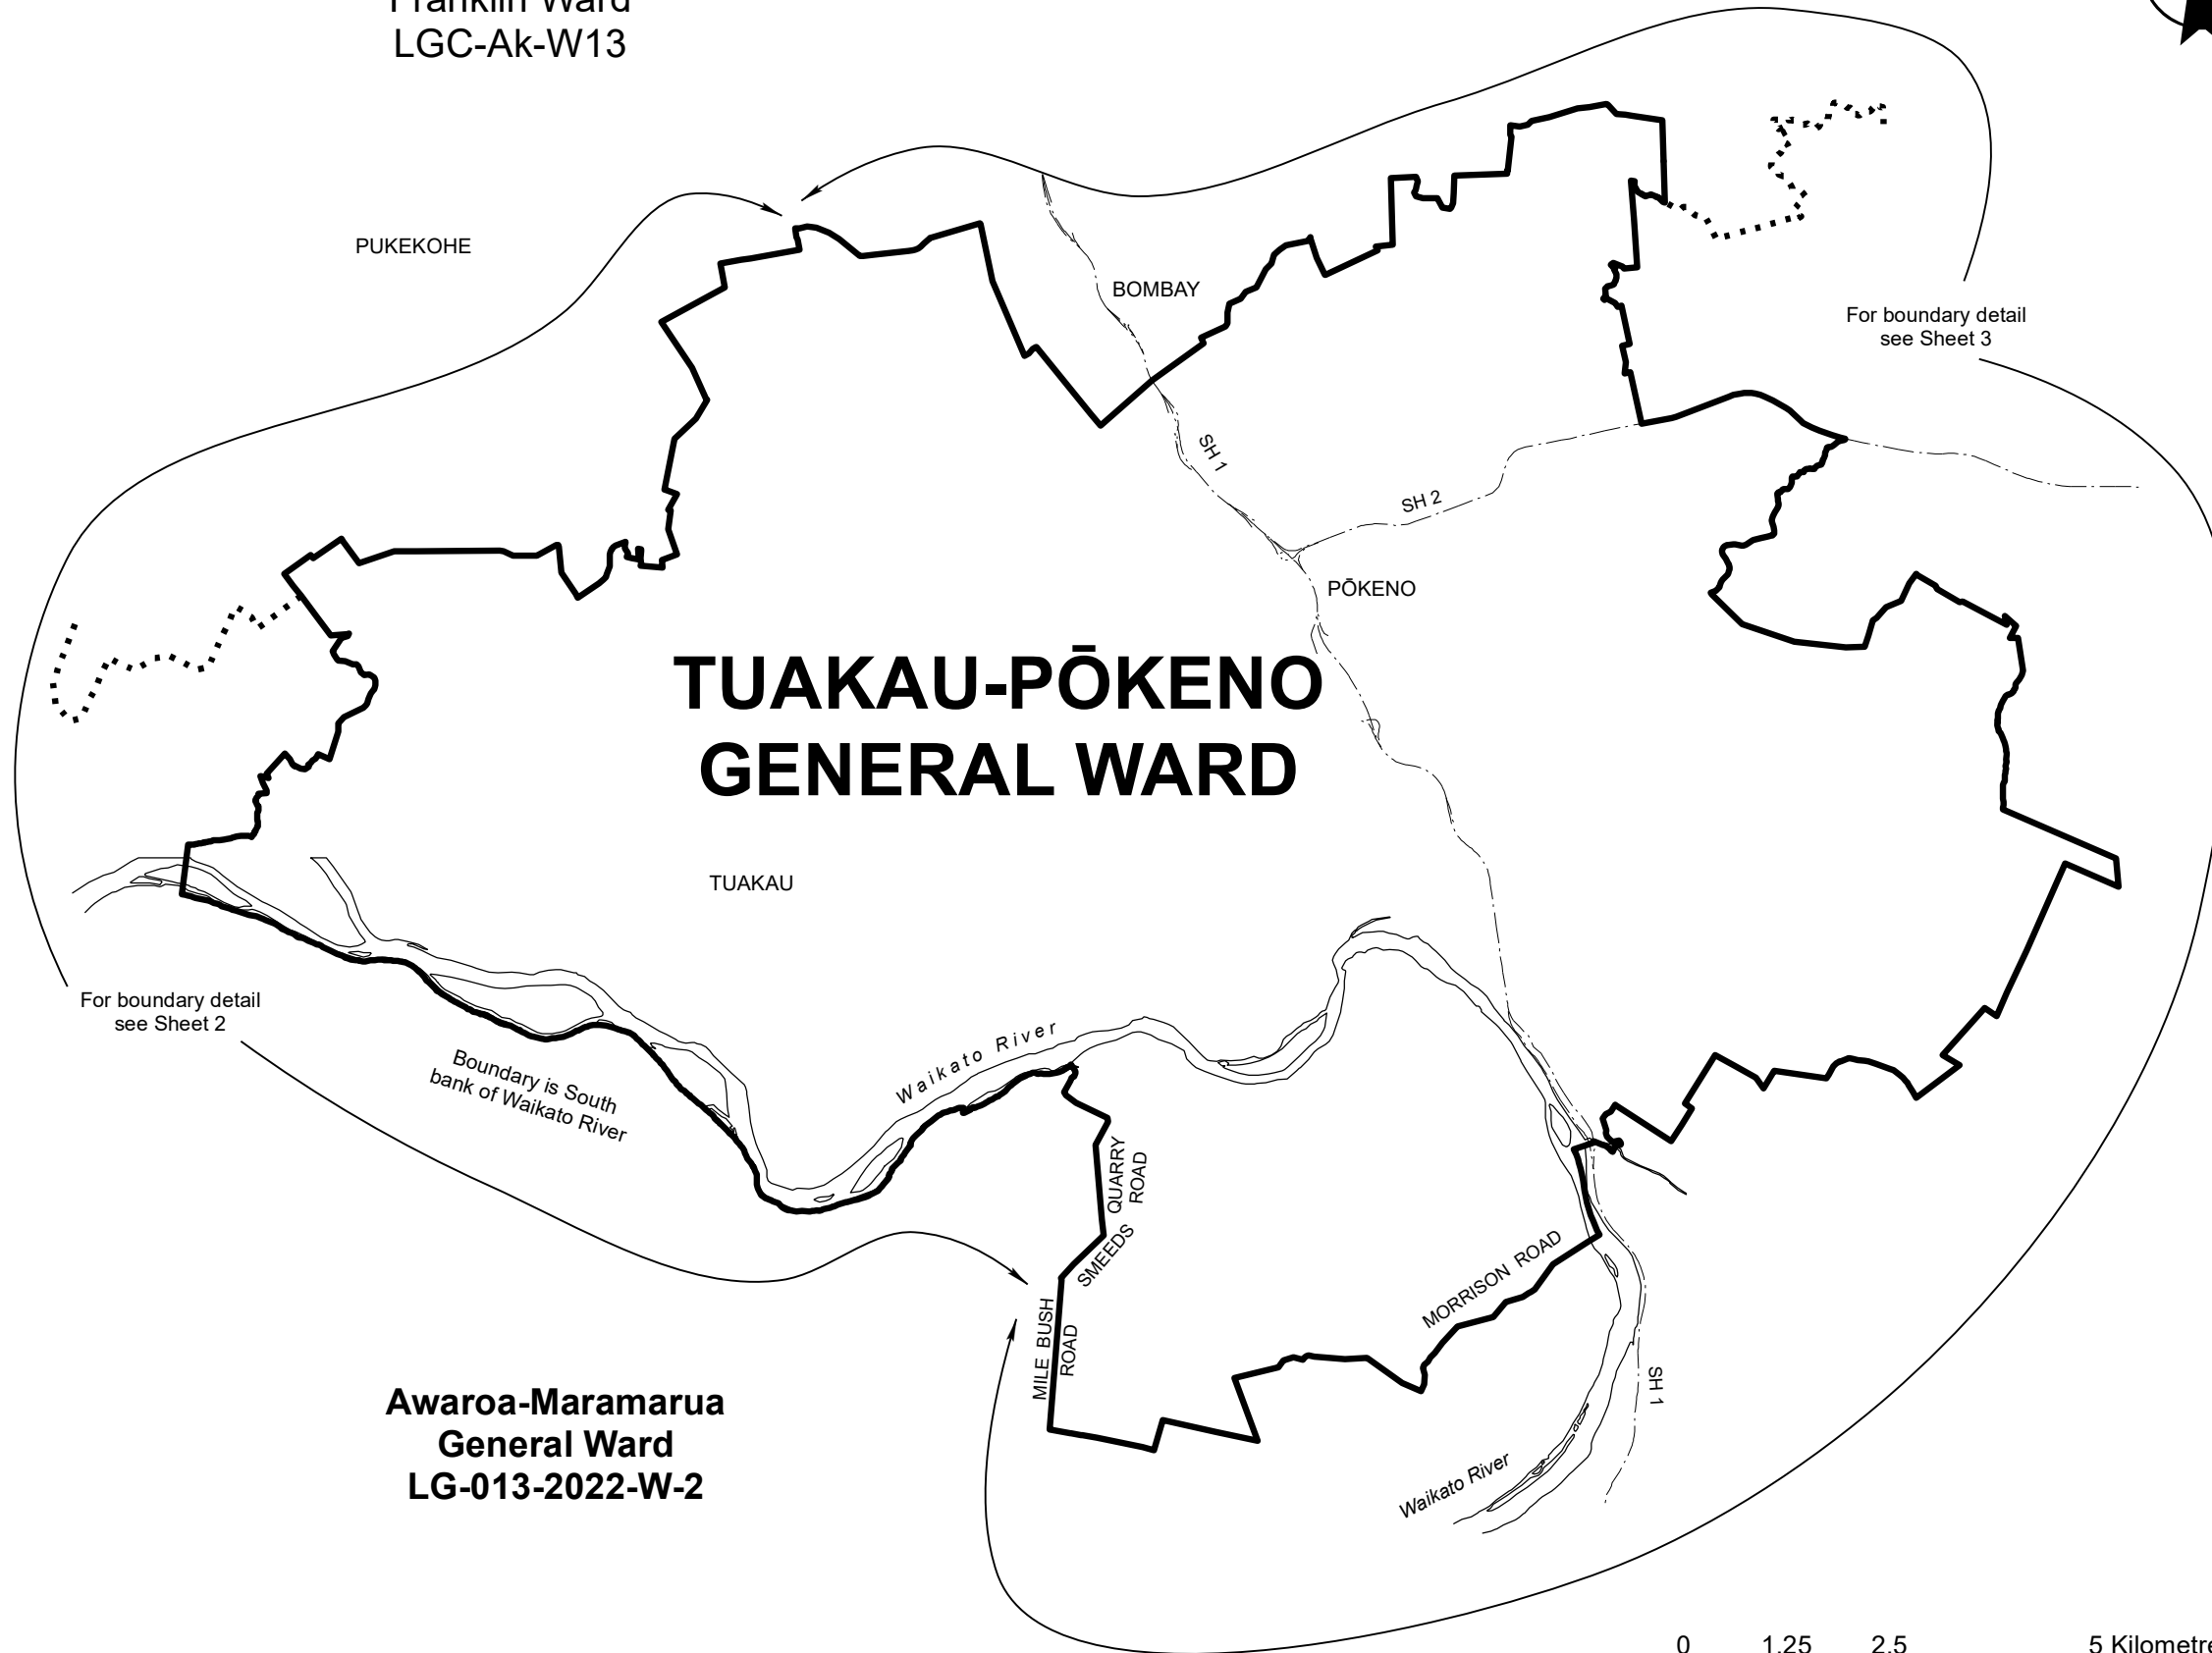 Franklin Ward
LGC-Ak-W13
PUKEKOHE
BOMBAY
For boundary detail
see Sheet 3
SH 1
SH 2
PŌKENO
TUAKAU-PŌKENO
GENERAL WARD
TUAKAU
For boundary detail
see Sheet 2
Boundary is South
bank of Waikato River
Waikato River
QUARRY
ROAD
SMEEDS
MILE BUSH
ROAD
MORRISON ROAD
SH 1
Waikato River
Awaroa-Maramarua
General Ward
LG-013-2022-W-2
0 1.25 2.5 5 Kilometre